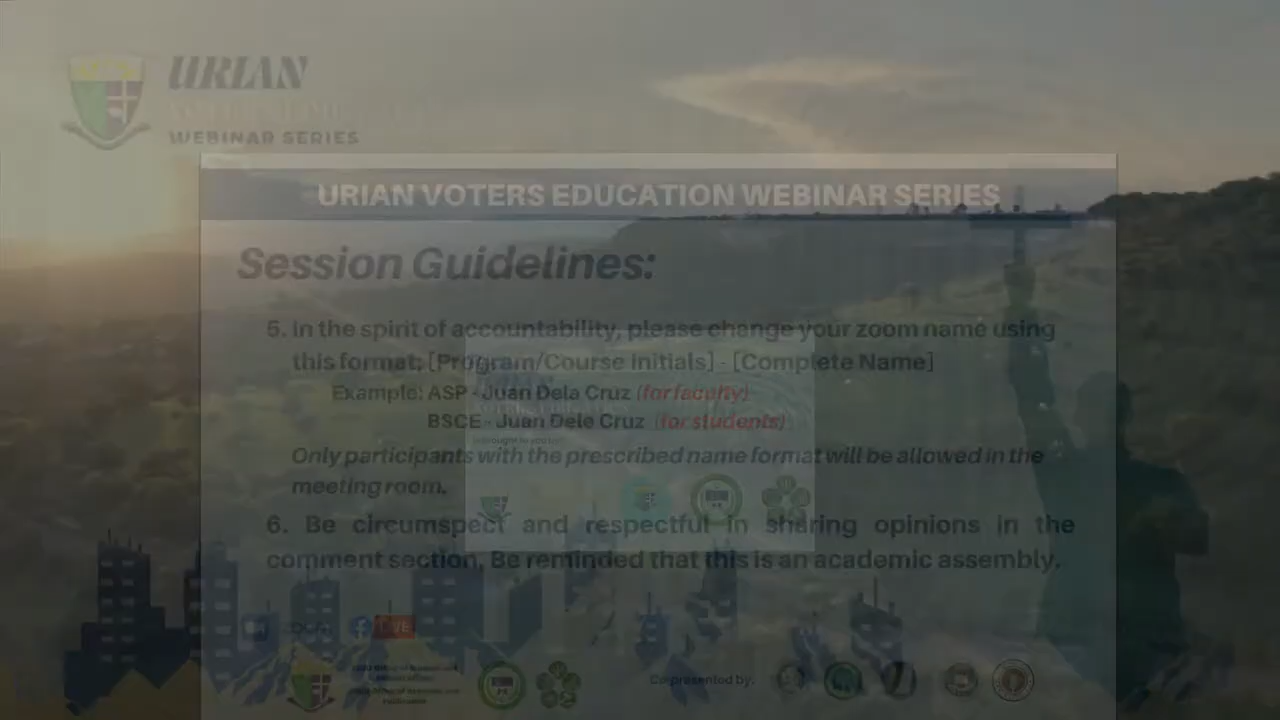 URIAN
WEBINAR SERIES
URIAN VOTERS EDUCATION WEBINAR SERIES
Session Guidelines:
5. In the spirit of accountability, please change your zoom name using
this format: [Program/Course Initials] - [Complete Name]
Example: ASP - Juan Dela Cruz (for faculty)
BSCE - Juan Dele Cruz (for students)
Only participants with the prescribed name format will be allowed in the
meeting room.
6. Be circumspect and respectful in sharing opinions in the
comment section. Be reminded that this is an academic assembly.
LIVE
Co-presented by: